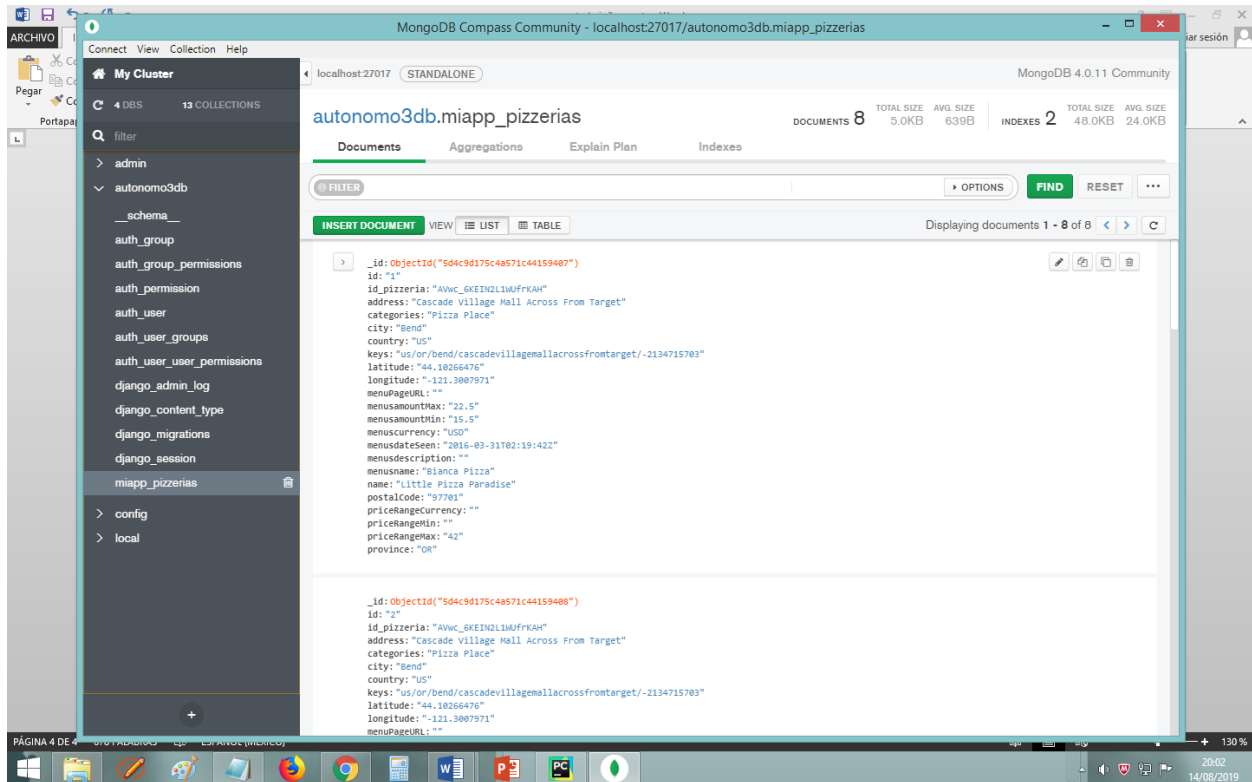 MongoDB Compass Community - localhost:27017/autonomo3db.miapp_pizzerias
ARCHIVO
iar sesión
Connect View Collection Help
Pegar
Portapap
My Cluster
4 DBS 13 COLLECTIONS
filter
admin
autonomo3db
__schema__
auth_group
auth_group_permissions
auth_permission
auth_user
auth_user_groups
auth_user_user_permissions
django_admin_log
django_content_type
django_migrations
django_session
miapp_pizzerias
config
local
localhost:27017 STANDALONE MongoDB 4.0.11 Community
autonomo3db.miapp_pizzerias
DOCUMENTS 8 TOTAL SIZE 5.0KB AVG. SIZE 639B INDEXES 2 TOTAL SIZE 48.0KB AVG. SIZE 24.0KB
Documents Aggregations Explain Plan Indexes
FILTER OPTIONS FIND RESET
INSERT DOCUMENT VIEW LIST TABLE Displaying documents 1 - 8 of 8
_id: ObjectId("5d4c9d175c4a571c44159407")
id: "1"
id_pizzeria: "AVwc_6KEIN2L1WUfrKAH"
address: "Cascade Village Mall Across From Target"
categories: "Pizza Place"
city: "Bend"
country: "US"
keys: "us/or/bend/cascadevillagemallacrossfromtarget/-2134715703"
latitude: "44.10266476"
longitude: "-121.3007971"
menuPageURL: ""
menusamountMax: "22.5"
menusamountMin: "15.5"
menuscurrency: "USD"
menusdateSeen: "2016-03-31T02:19:42Z"
menusdescription: ""
menusname: "Bianca Pizza"
name: "Little Pizza Paradise"
postalCode: "97701"
priceRangeCurrency: ""
priceRangeMin: ""
priceRangeMax: "42"
province: "OR"
_id: ObjectId("5d4c9d175c4a571c44159408")
id: "2"
id_pizzeria: "AVwc_6KEIN2L1WUfrKAH"
address: "Cascade Village Mall Across From Target"
categories: "Pizza Place"
city: "Bend"
country: "US"
keys: "us/or/bend/cascadevillagemallacrossfromtarget/-2134715703"
latitude: "44.10266476"
longitude: "-121.3007971"
menuPageURL: ""
PÁGINA 4 DE 4
130 %
20:02
14/08/2019